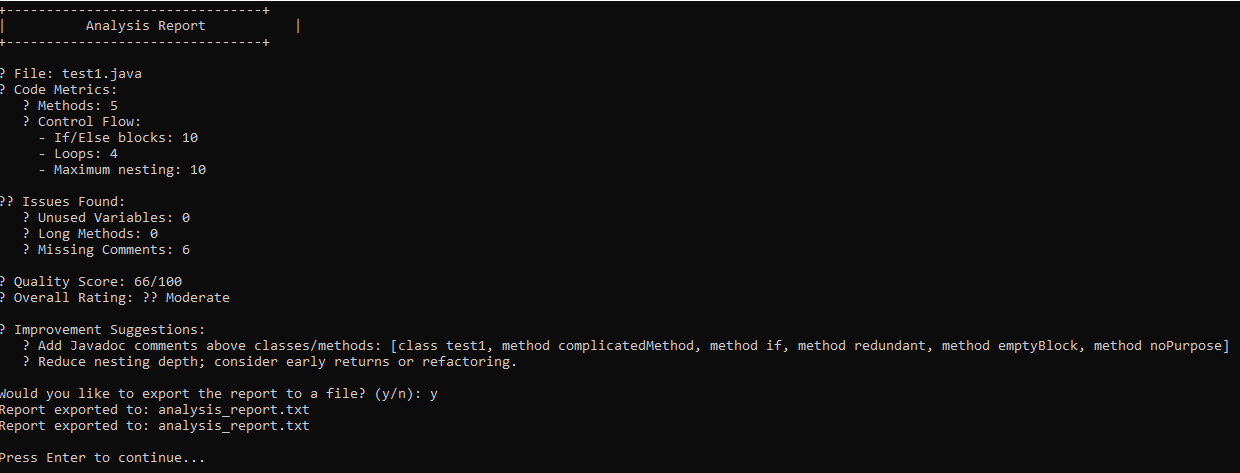 +--------------------------------+
|          Analysis Report           |
+--------------------------------+
? File: test1.java
? Code Metrics:
   ? Methods: 5
   ? Control Flow:
     - If/Else blocks: 10
     - Loops: 4
     - Maximum nesting: 10
?? Issues Found:
   ? Unused Variables: 0
   ? Long Methods: 0
   ? Missing Comments: 6
? Quality Score: 66/100
? Overall Rating: ?? Moderate
? Improvement Suggestions:
   ? Add Javadoc comments above classes/methods: [class test1, method complicatedMethod, method if, method redundant, method emptyBlock, method noPurpose]
   ? Reduce nesting depth; consider early returns or refactoring.
Would you like to export the report to a file? (y/n): y
Report exported to: analysis_report.txt
Report exported to: analysis_report.txt
Press Enter to continue...